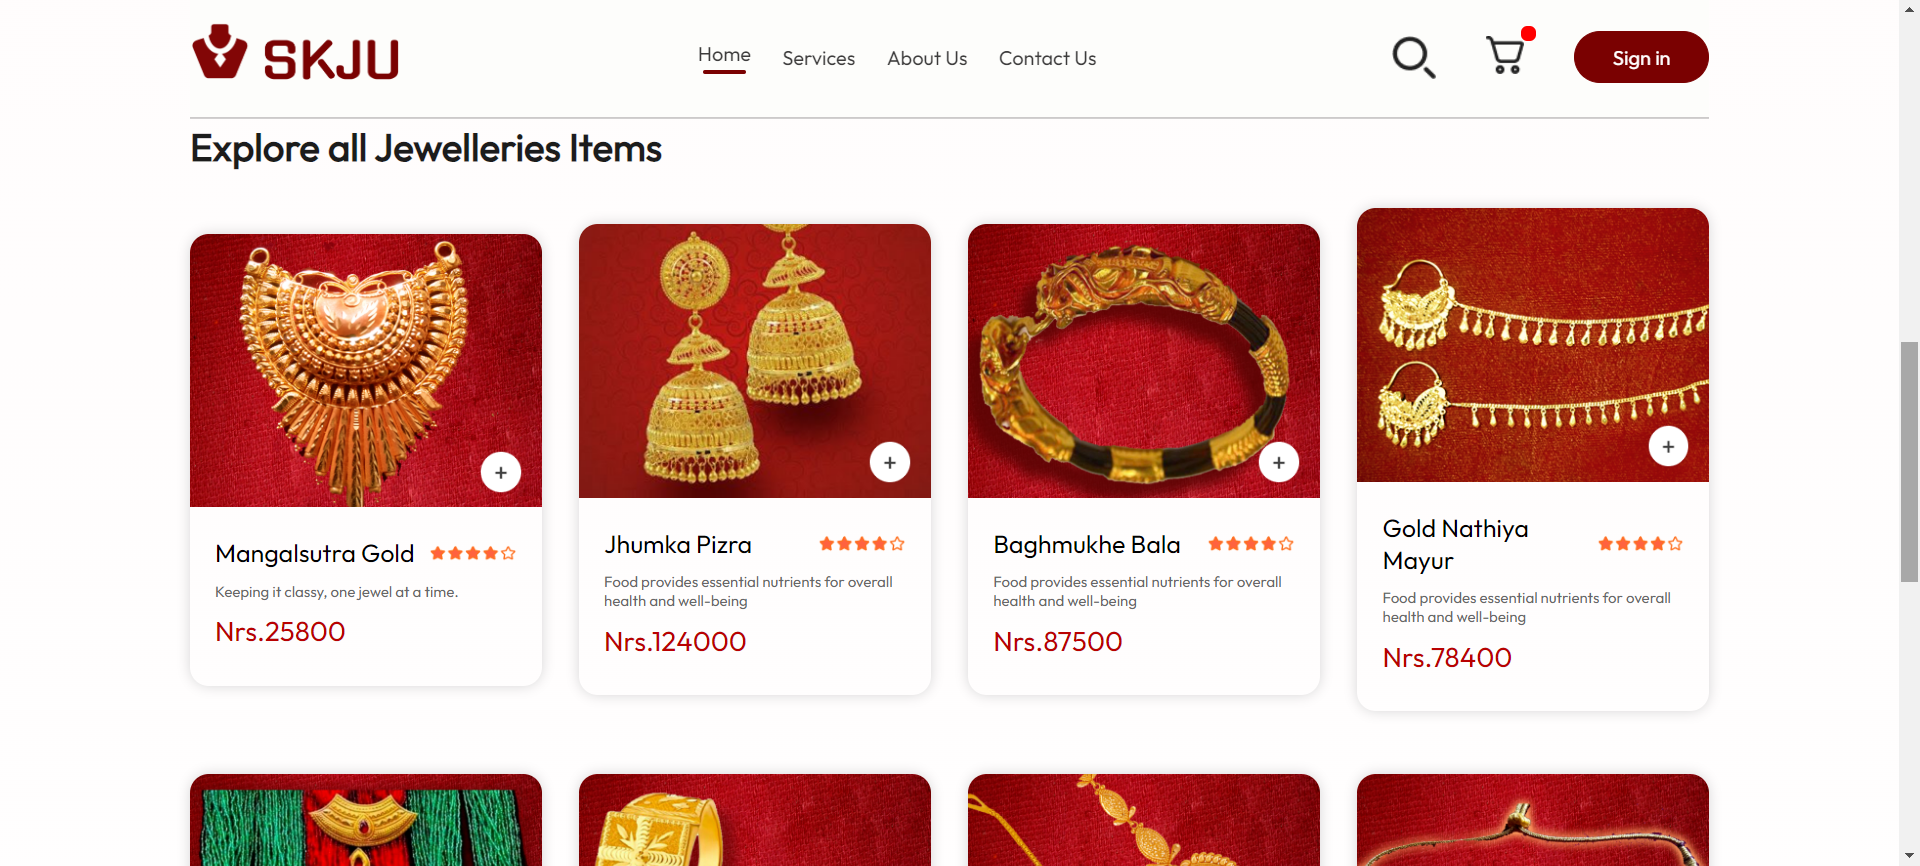 SKJU
Home
Services
About Us
Contact Us
Sign in
Explore all Jewelleries Items
Mangalsutra Gold
Keeping it classy, one jewel at a time.
Nrs.25800
Jhumka Pizra
Food provides essential nutrients for overall
health and well-being
Nrs.124000
Baghmukhe Bala
Food provides essential nutrients for overall
health and well-being
Nrs.87500
Gold Nathiya
Mayur
Food provides essential nutrients for overall
health and well-being
Nrs.78400